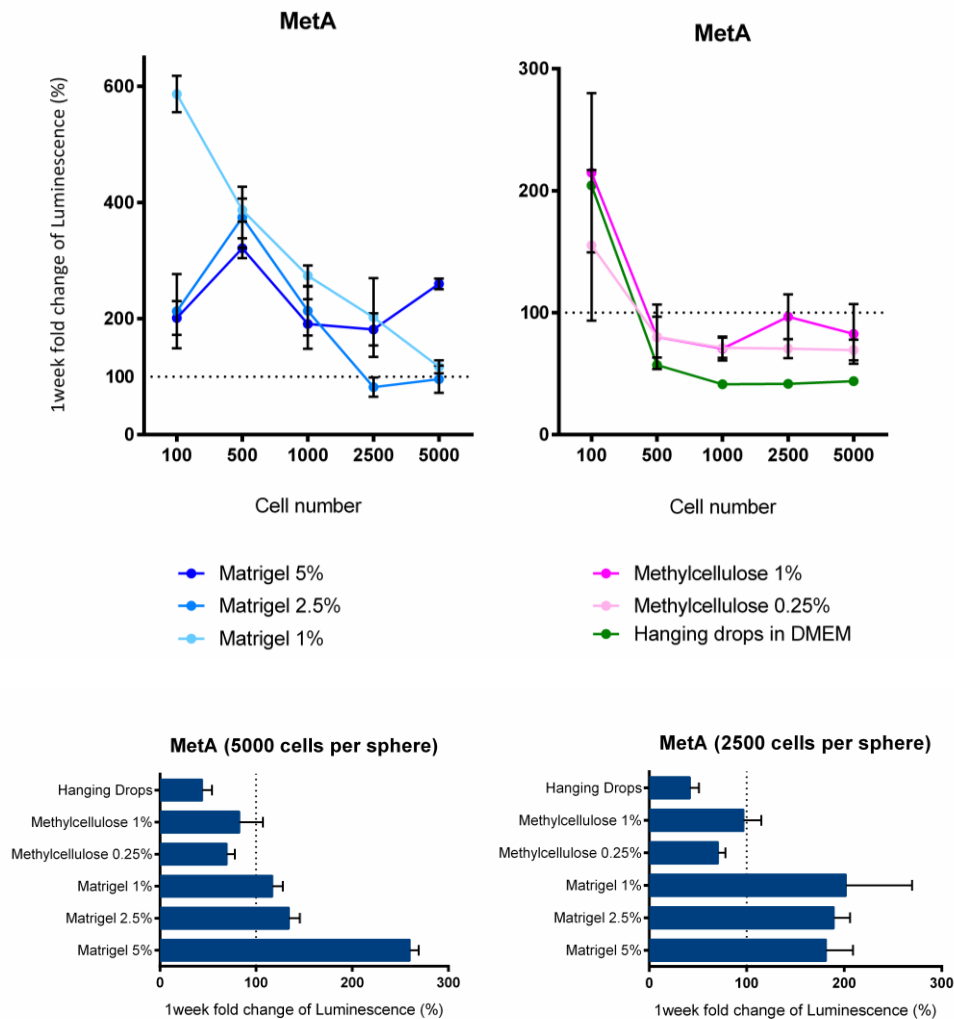 MetA
1week fold change of Luminescence (%)
600
400
200
100
0
100 500 1000 2500 5000
Cell number
Matrigel 5%
Matrigel 2.5%
Matrigel 1%
MetA
300
200
100
0
100 500 1000 2500 5000
Cell number
Methylcellulose 1%
Methylcellulose 0.25%
Hanging drops in DMEM
MetA (5000 cells per sphere)
Hanging Drops
Methylcellulose 1%
Methylcellulose 0.25%
Matrigel 1%
Matrigel 2.5%
Matrigel 5%
0 100 200 300
1week fold change of Luminescence (%)
MetA (2500 cells per sphere)
Hanging Drops
Methylcellulose 1%
Methylcellulose 0.25%
Matrigel 1%
Matrigel 2.5%
Matrigel 5%
0 100 200 300
1week fold change of Luminescence (%)